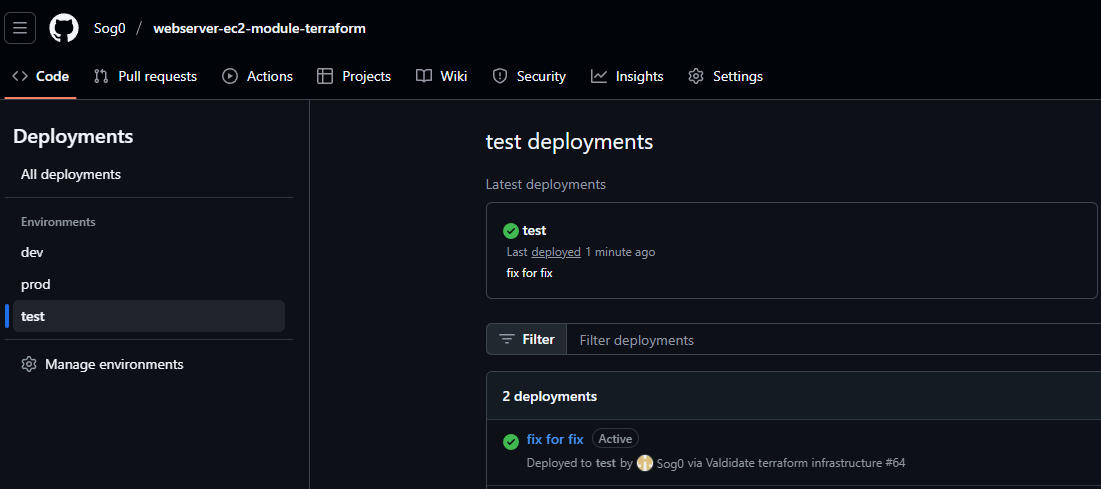 Sog0 / webserver-ec2-module-terraform
Code Pull requests Actions Projects Wiki Security Insights Settings
Deployments
All deployments
Environments
dev
prod
test
Manage environments
test deployments
Latest deployments
test
Last deployed 1 minute ago
fix for fix
Filter Filter deployments
2 deployments
fix for fix Active
Deployed to test by Sog0 via Valdidate terraform infrastructure #64